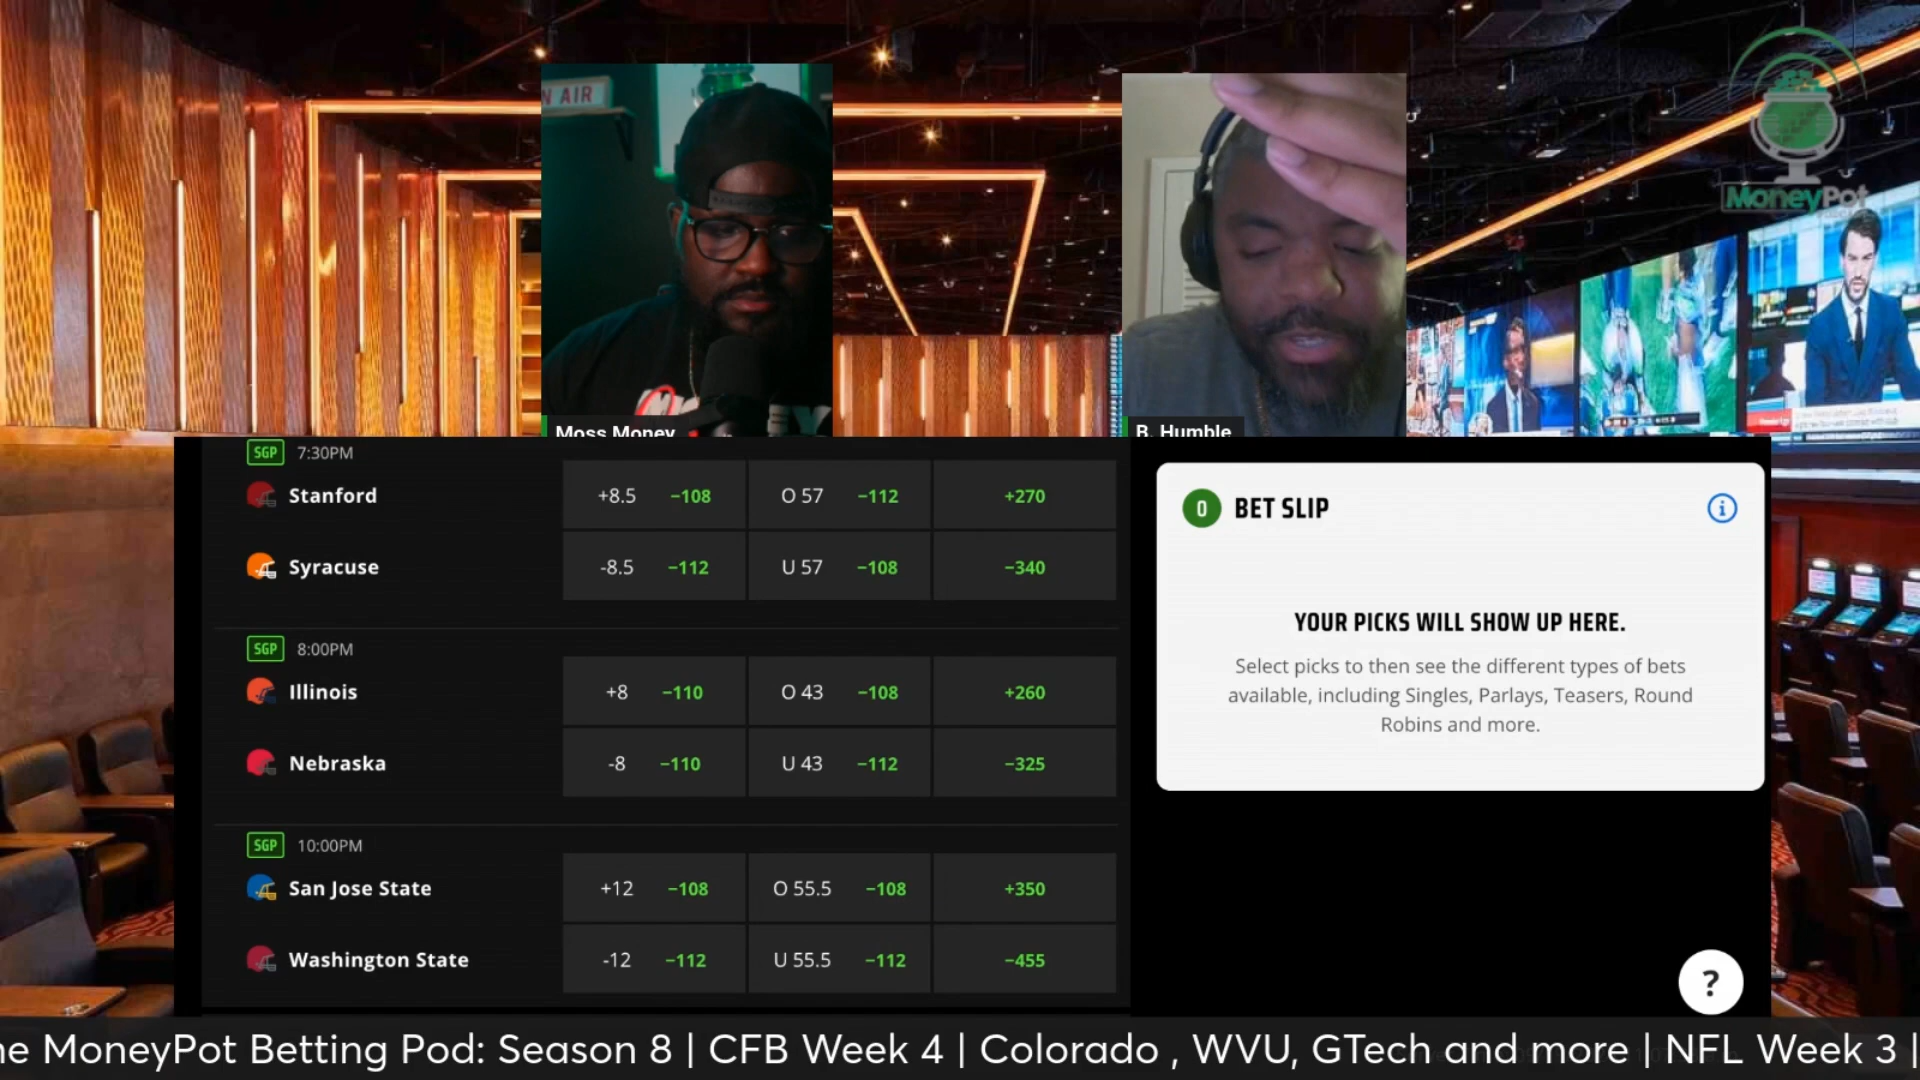 N AIR
MoneyPot
Moss Money
B. Humble
SGP 7:30PM
Stanford +8.5 −108 O 57 −112 +270
Syracuse -8.5 −112 U 57 −108 −340
SGP 8:00PM
Illinois +8 −110 O 43 −108 +260
Nebraska -8 −110 U 43 −112 −325
SGP 10:00PM
San Jose State +12 −108 O 55.5 −108 +350
Washington State -12 −112 U 55.5 −112 −455
0 BET SLIP i
YOUR PICKS WILL SHOW UP HERE.
Select picks to then see the different types of bets
available, including Singles, Parlays, Teasers, Round
Robins and more.
?
he MoneyPot Betting Pod: Season 8 | CFB Week 4 | Colorado , WVU, GTech and more | NFL Week 3 |